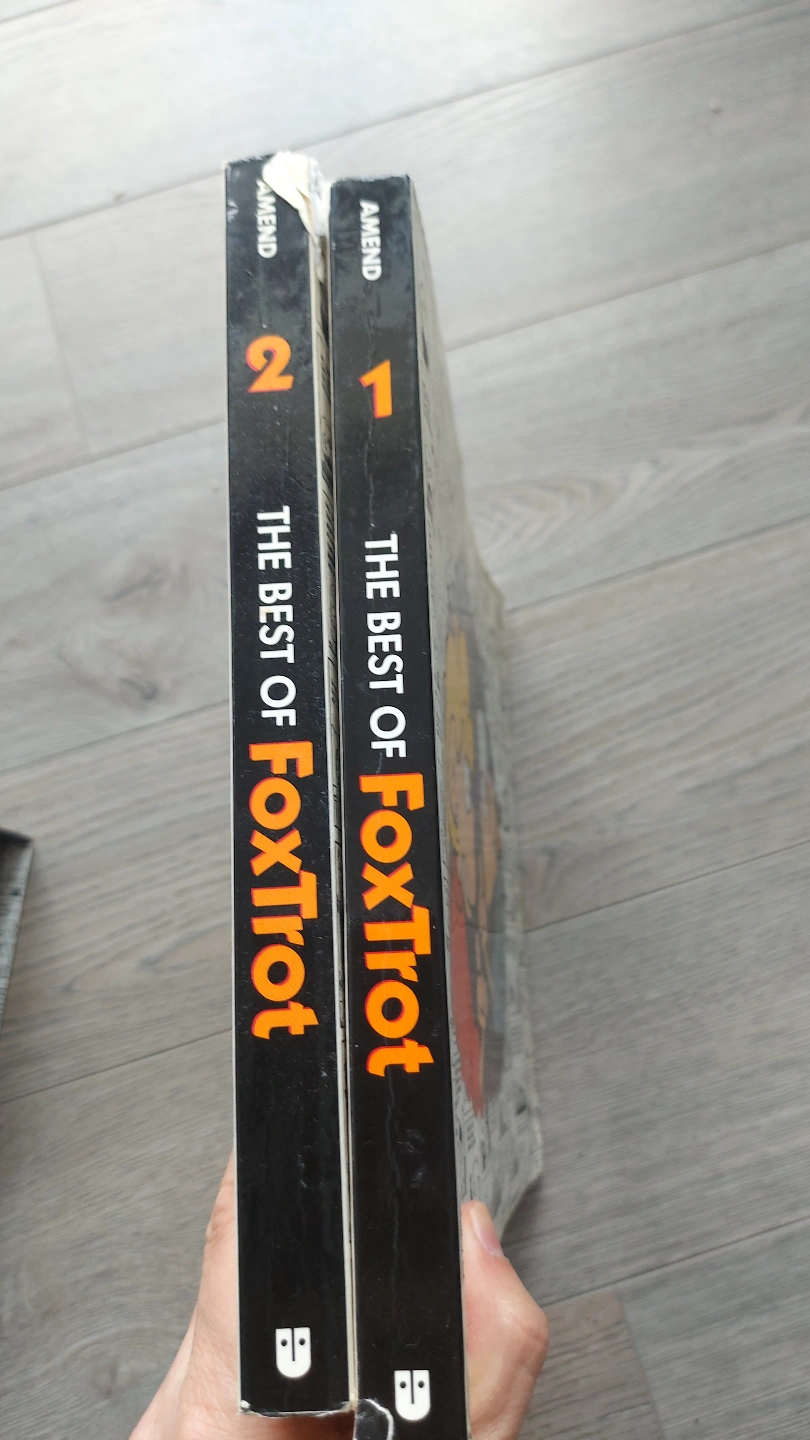 AMEND 2 THE BEST OF FOXTROT
AMEND 1 THE BEST OF FOXTROT